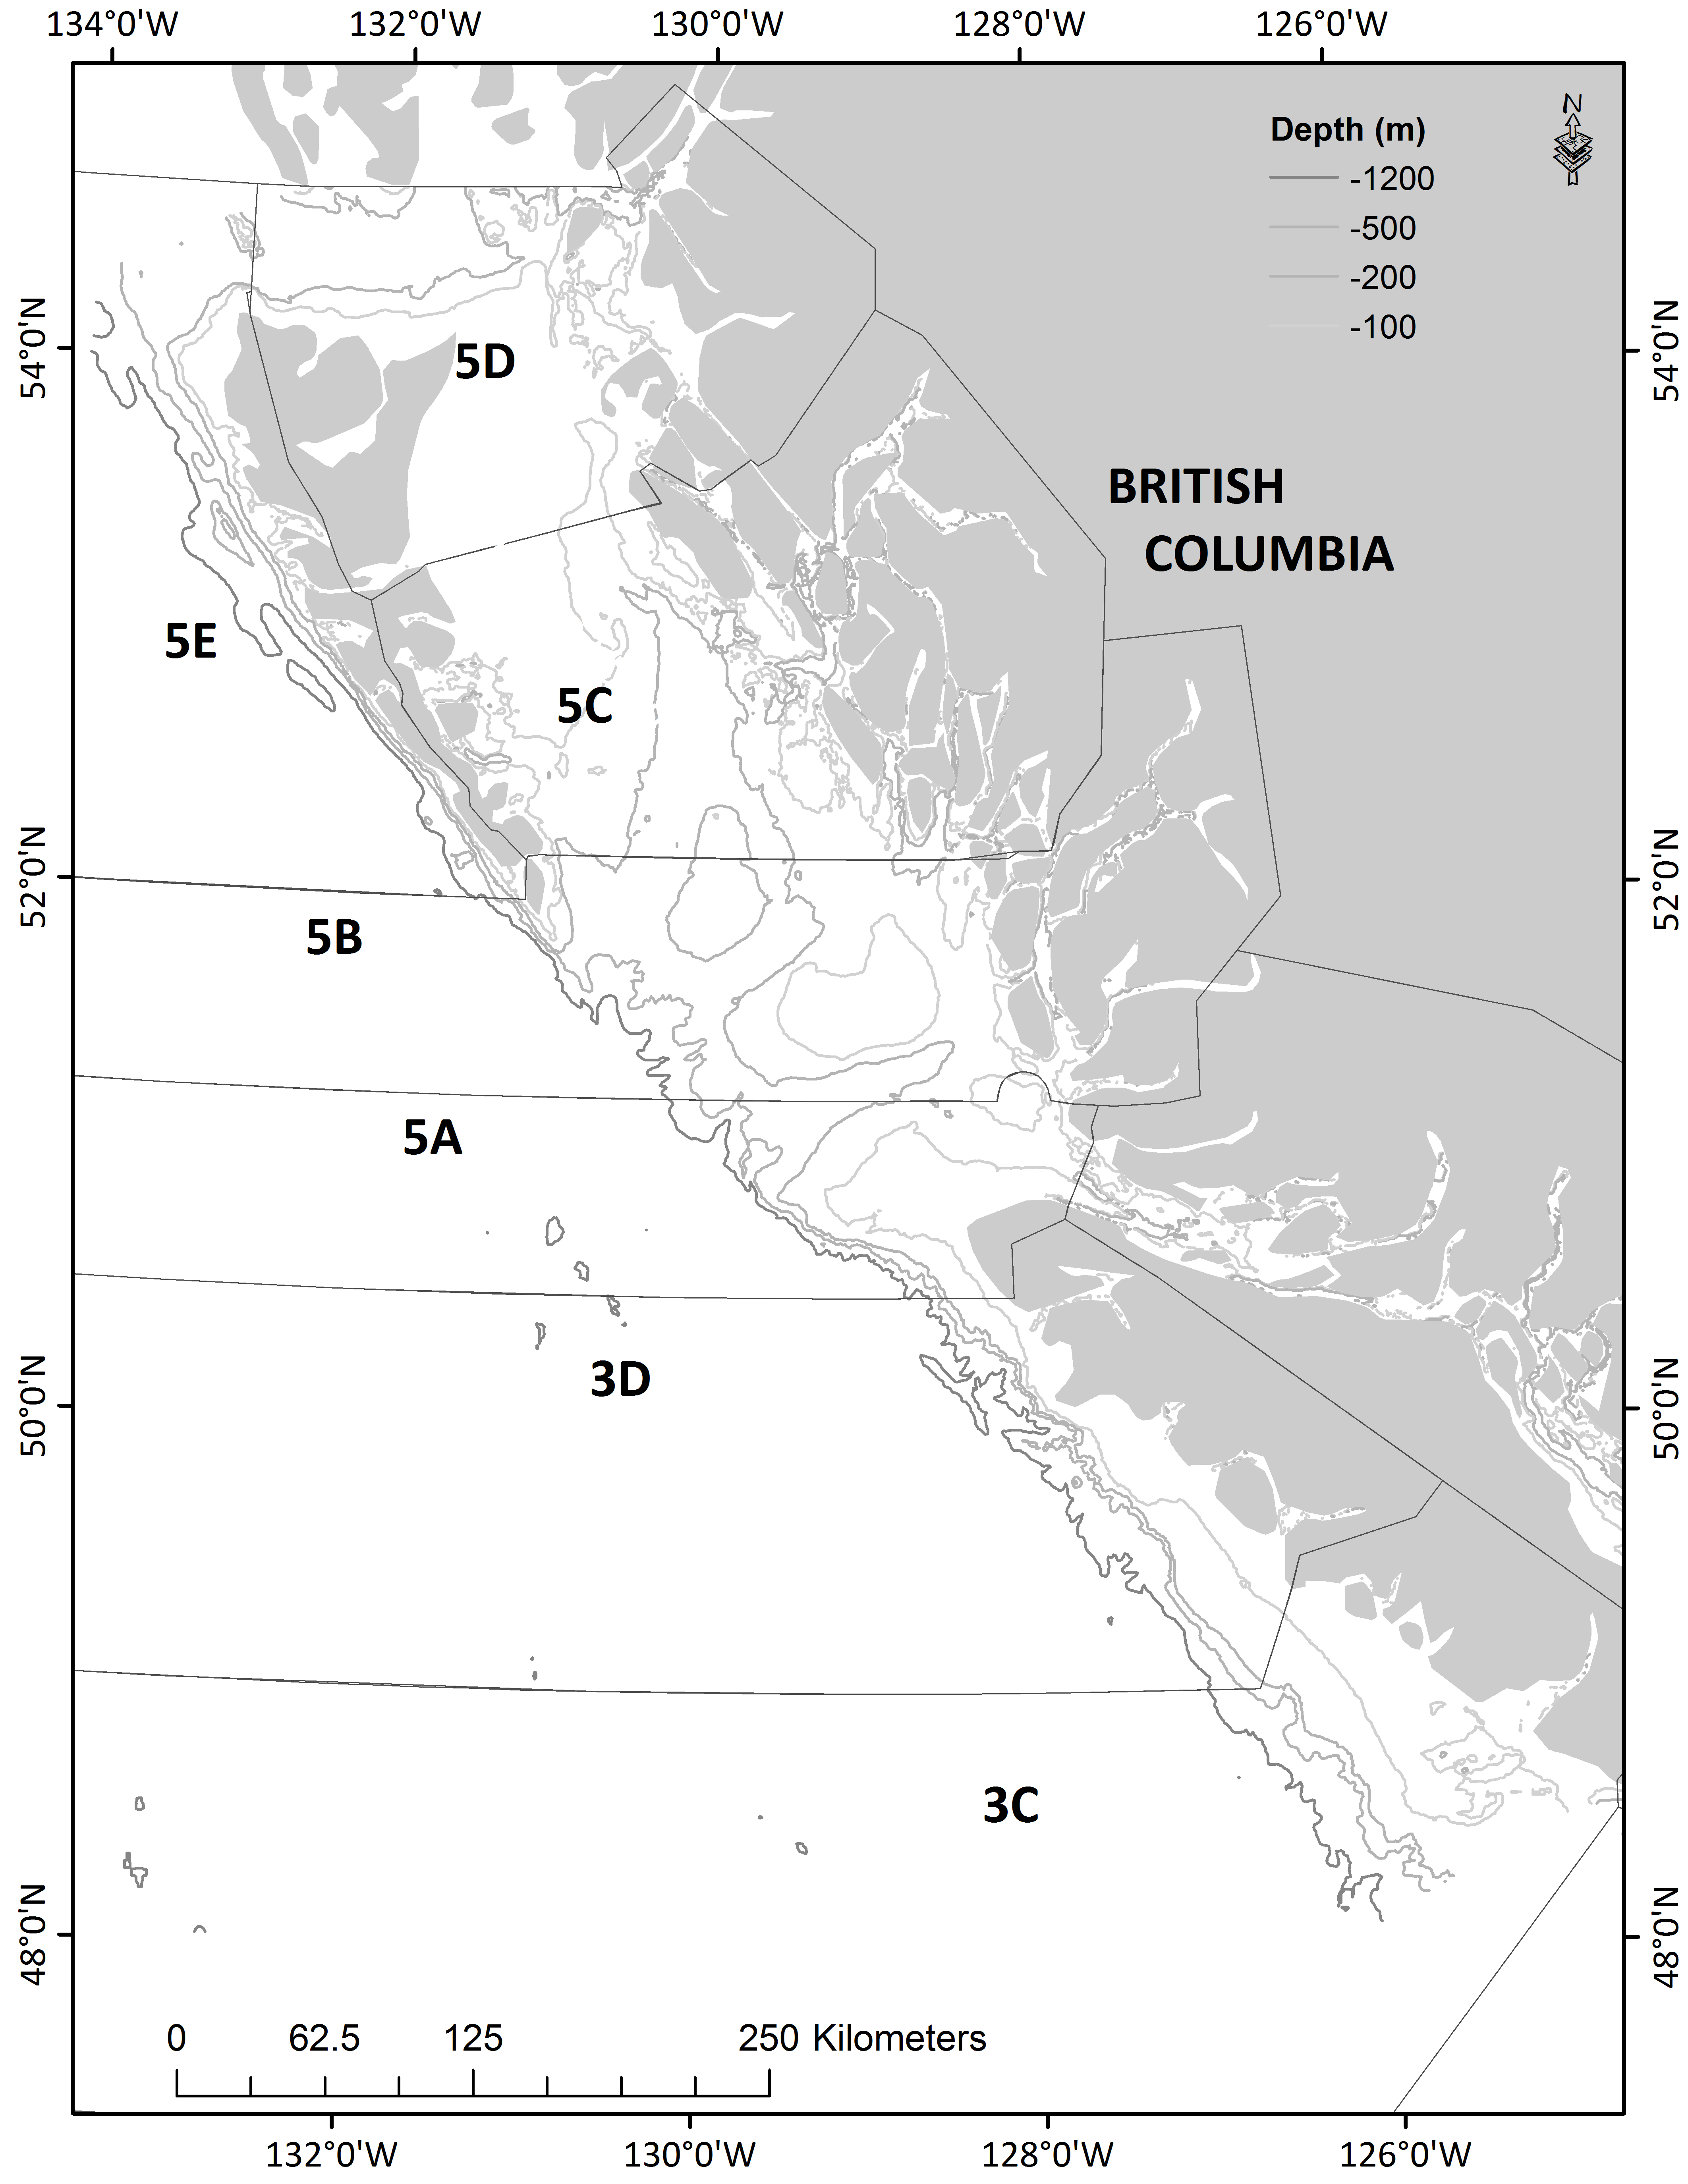 134°0'W 132°0'W 130°0'W 128°0'W 126°0'W
N
Depth (m)
-1200
-500
-200
-100
54°0'N
54°0'N
5D
BRITISH
COLUMBIA
5E
5C
52°0'N
52°0'N
5B
5A
3D
50°0'N
50°0'N
3C
48°0'N
48°0'N
0 62.5 125 250 Kilometers
132°0'W 130°0'W 128°0'W 126°0'W